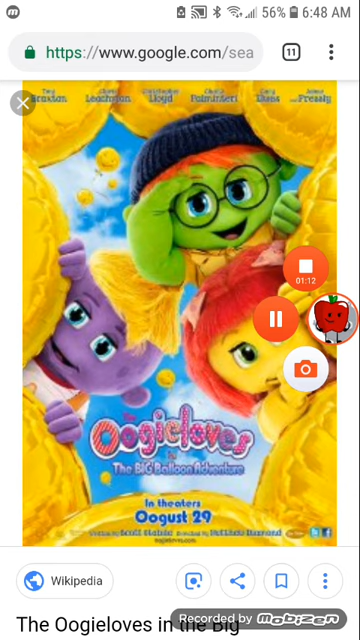 56% 6:48 AM
https://www.google.com/sea
11
Toni Cloris Christopher Chazz Cary Jaime
Braxton Leachman Lloyd Palminteri Elwes and Pressly
01:12
The
Oogieloves
in
The BIG Balloon Adventure
In theaters
Oogust 29
Wikipedia
The Oogieloves in the Big
Recorded by Mobizen